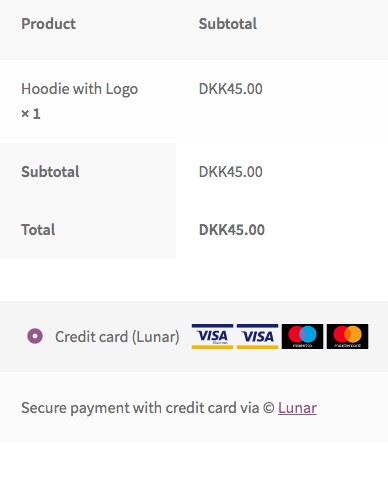 Product Subtotal
Hoodie with Logo DKK45.00
× 1
Subtotal DKK45.00
Total DKK45.00
Credit card (Lunar) VISA VISA maestro mastercard
Secure payment with credit card via © Lunar